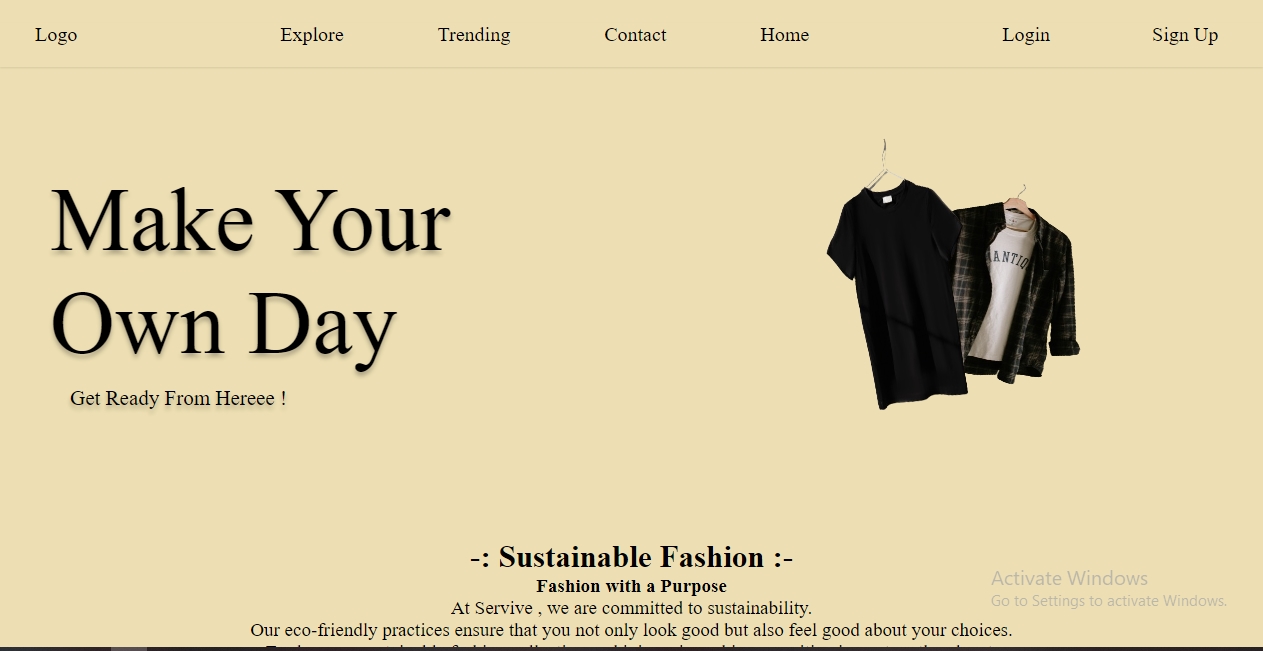 Logo Explore Trending Contact Home Login Sign Up
Make Your
Own Day
Get Ready From Hereee !
ANTIQ
-: Sustainable Fashion :-
Fashion with a Purpose
At Servive , we are committed to sustainability.
Our eco-friendly practices ensure that you not only look good but also feel good about your choices.
Activate Windows
Go to Settings to activate Windows.